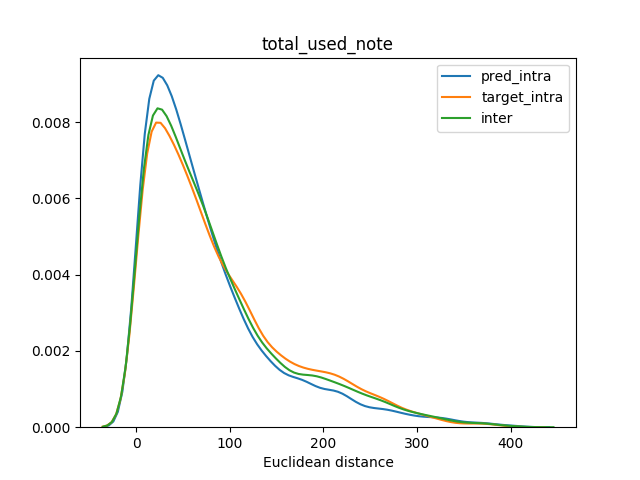 total_used_note
pred_intra
target_intra
inter
0.008
0.006
0.004
0.002
0.000
0 100 200 300 400
Euclidean distance